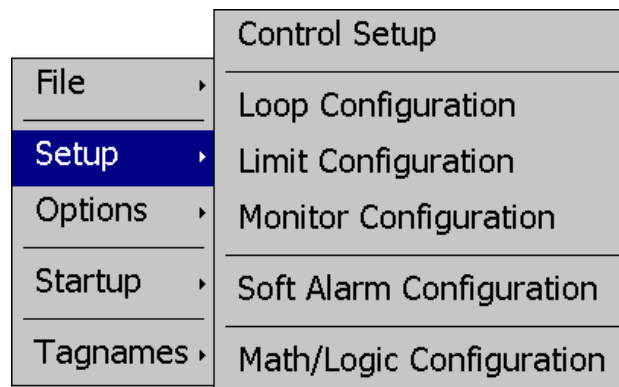 File
Setup
Options
Startup
Tagnames
Control Setup
Loop Configuration
Limit Configuration
Monitor Configuration
Soft Alarm Configuration
Math/Logic Configuration